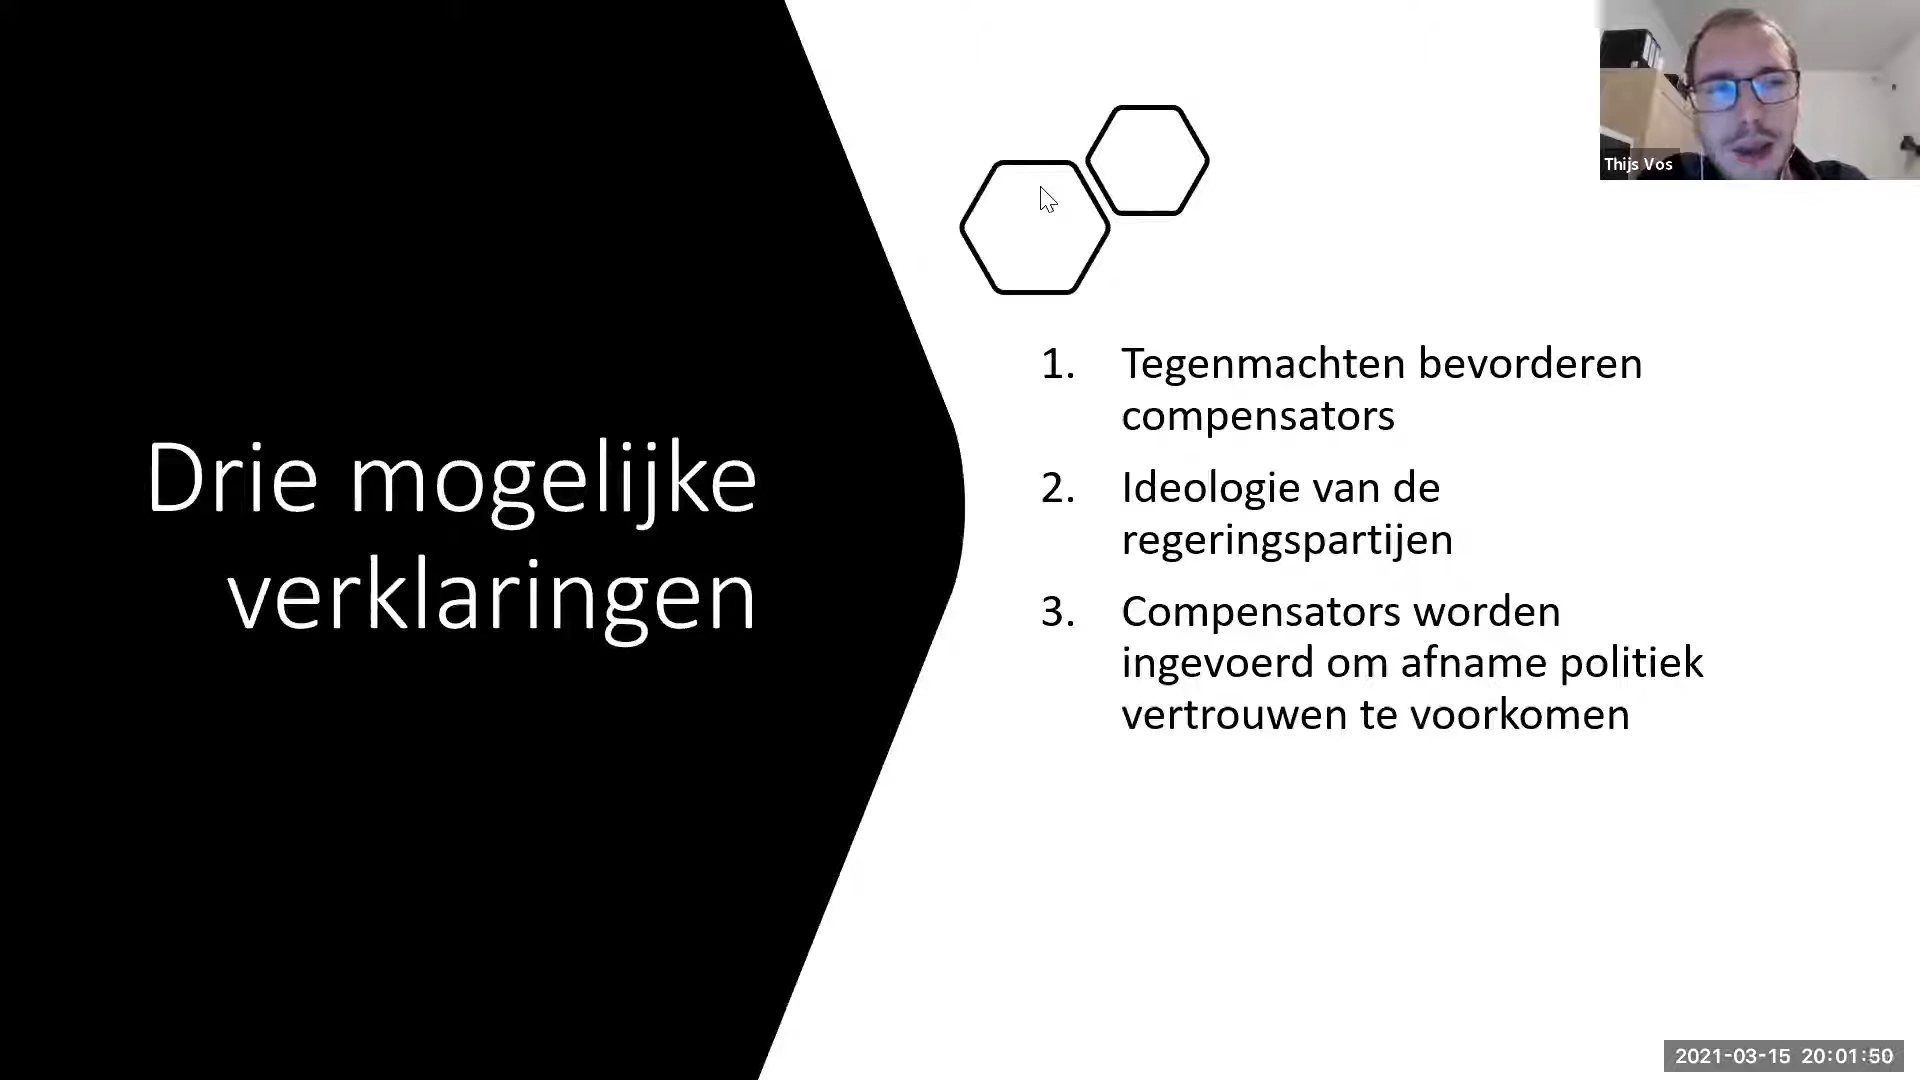 Drie mogelijke
verklaringen
1. Tegenmachten bevorderen
compensators
2. Ideologie van de
regeringspartijen
3. Compensators worden
ingevoerd om afname politiek
vertrouwen te voorkomen
Thijs Vos
2021-03-15 20:01:50